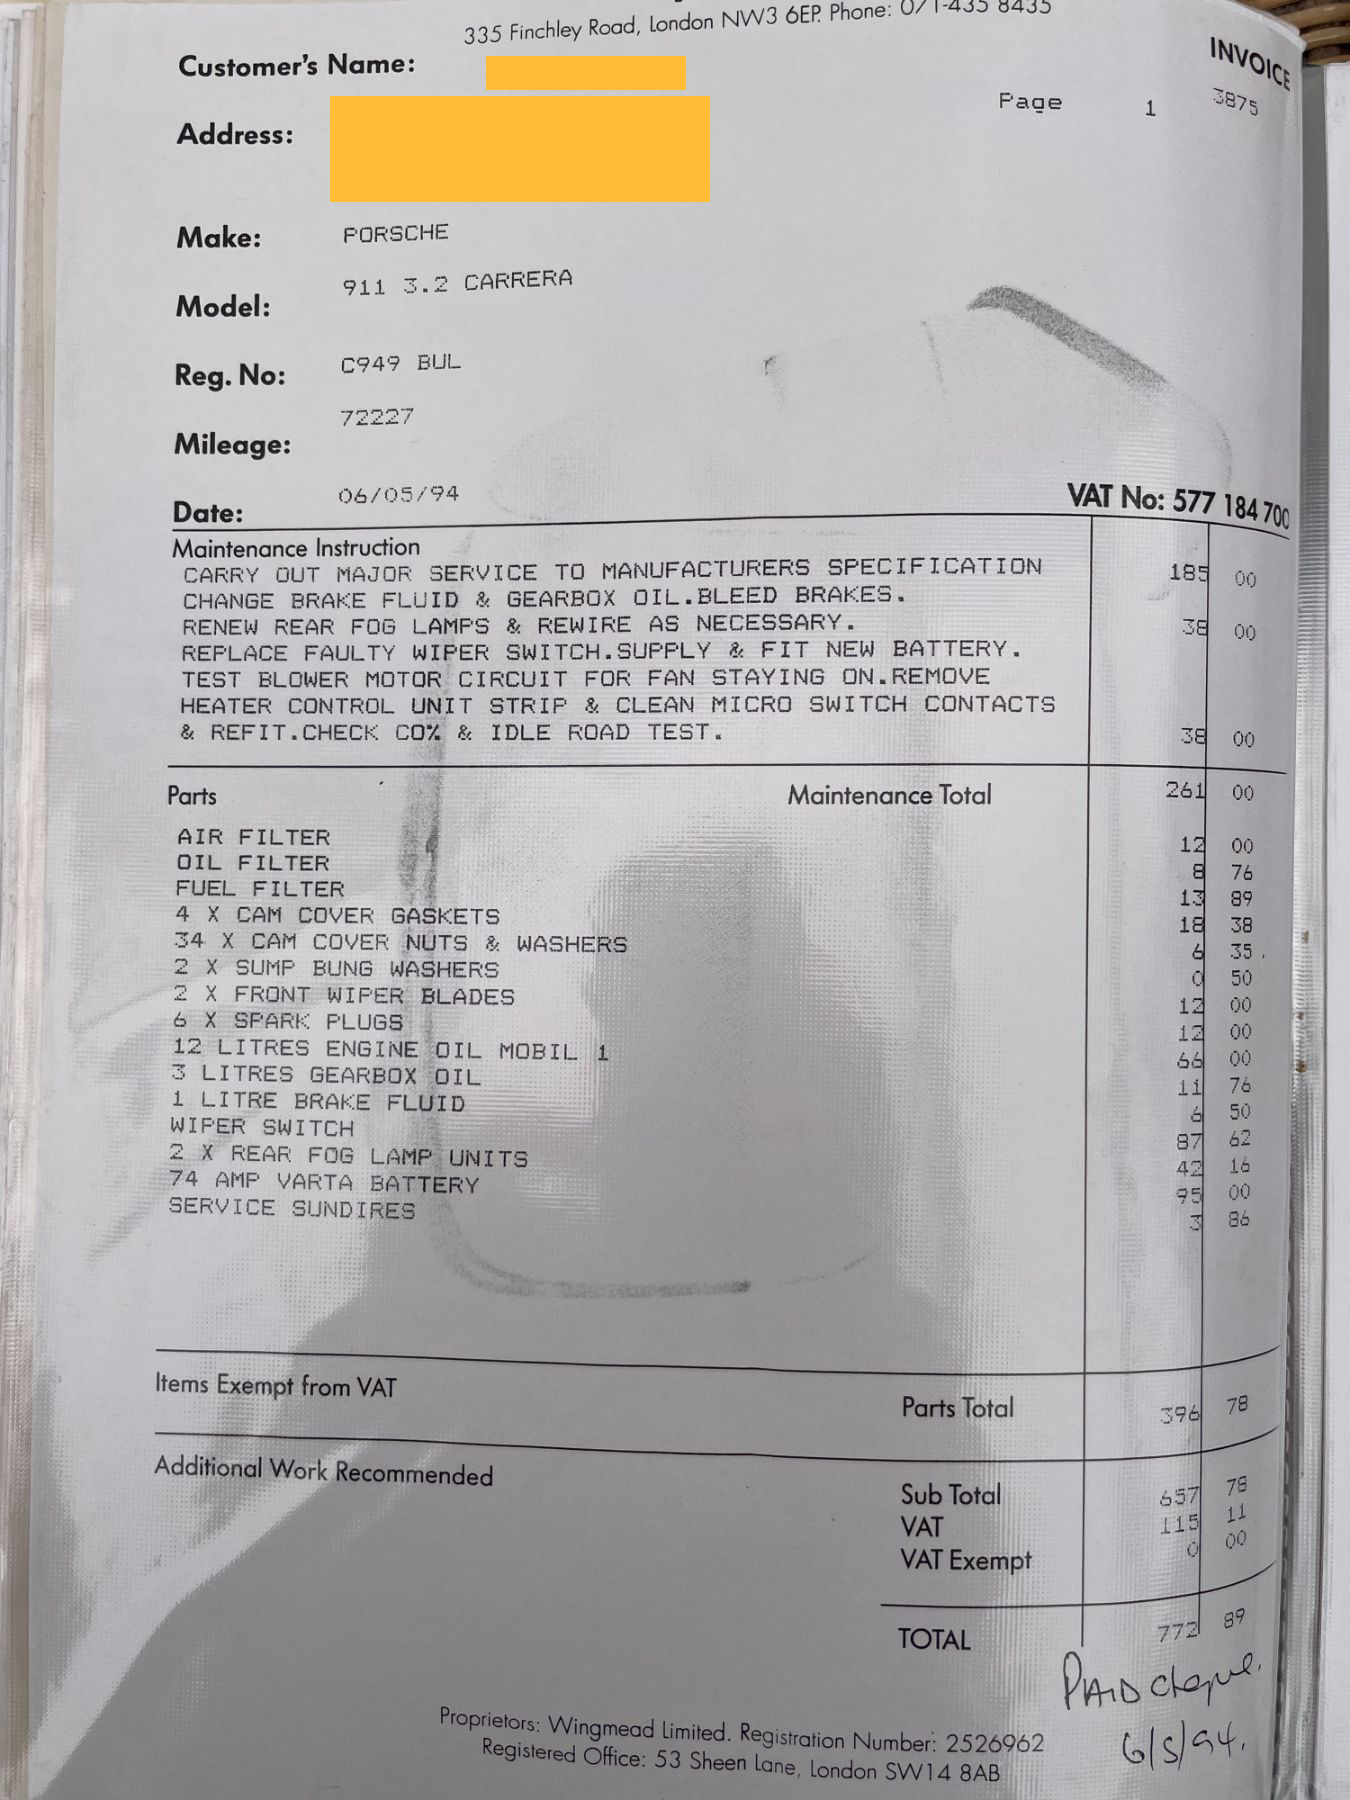 335 Finchley Road, London NW3 6EP. Phone: 071-435 8435
INVOICE
Customer's Name:
Page 1 3875
Address:
Make: PORSCHE
911 3.2 CARRERA
Model:
Reg. No: C949 BUL
72227
Mileage:
06/05/94
VAT No: 577 184 700
Date:
Maintenance Instruction
CARRY OUT MAJOR SERVICE TO MANUFACTURERS SPECIFICATION 185 00
CHANGE BRAKE FLUID & GEARBOX OIL.BLEED BRAKES.
RENEW REAR FOG LAMPS & REWIRE AS NECESSARY. 38 00
REPLACE FAULTY WIPER SWITCH.SUPPLY & FIT NEW BATTERY.
TEST BLOWER MOTOR CIRCUIT FOR FAN STAYING ON.REMOVE
HEATER CONTROL UNIT STRIP & CLEAN MICRO SWITCH CONTACTS
& REFIT.CHECK CO% & IDLE ROAD TEST. 38 00
Parts Maintenance Total 261 00
AIR FILTER 12 00
OIL FILTER 8 76
FUEL FILTER 13 89
4 X CAM COVER GASKETS 18 38
34 X CAM COVER NUTS & WASHERS 6 35
2 X SUMP BUNG WASHERS 0 50
2 X FRONT WIPER BLADES 12 00
6 X SPARK PLUGS 12 00
12 LITRES ENGINE OIL MOBIL 1 66 00
3 LITRES GEARBOX OIL 11 76
1 LITRE BRAKE FLUID 6 50
WIPER SWITCH 87 62
2 X REAR FOG LAMP UNITS 42 16
74 AMP VARTA BATTERY 95 00
SERVICE SUNDIRES 3 86
Items Exempt from VAT
Parts Total 396 78
Additional Work Recommended
Sub Total 657 78
VAT 115 11
VAT Exempt 0 00
TOTAL 772 89
PAID cheque.
6/5/94.
Proprietors: Wingmead Limited. Registration Number: 2526962
Registered Office: 53 Sheen Lane, London SW14 8AB